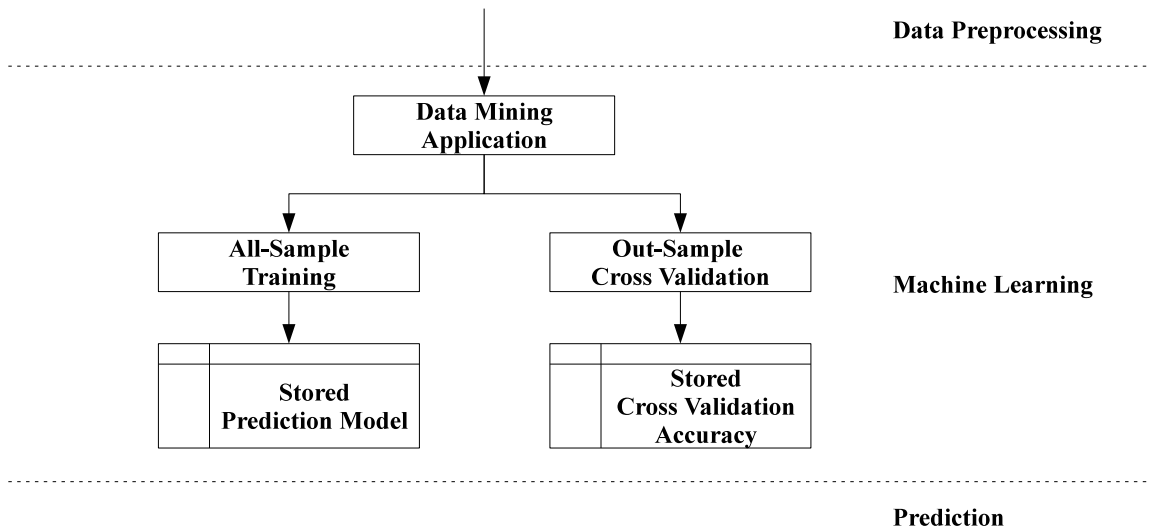 Data Preprocessing
Data Mining
Application
All-Sample
Training
Out-Sample
Cross Validation
Machine Learning
Stored
Prediction Model
Stored
Cross Validation
Accuracy
Prediction